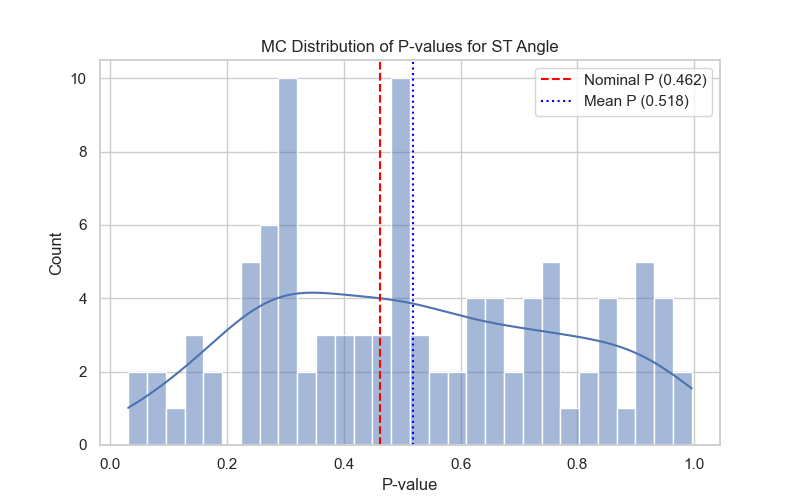 MC Distribution of P-values for ST Angle
Nominal P (0.462)
Mean P (0.518)
10
8
6
4
2
0
Count
0.0 0.2 0.4 0.6 0.8 1.0
P-value